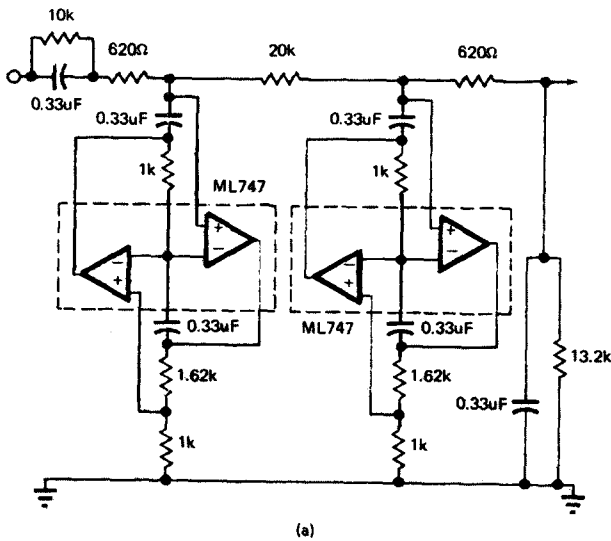 10k
620Ω
20k
620Ω
0.33uF
0.33uF
0.33uF
1k
1k
ML747
+
−
+
−
−
+
−
+
0.33uF
ML747
0.33uF
1.62k
1.62k
0.33uF
13.2k
1k
1k
(a)